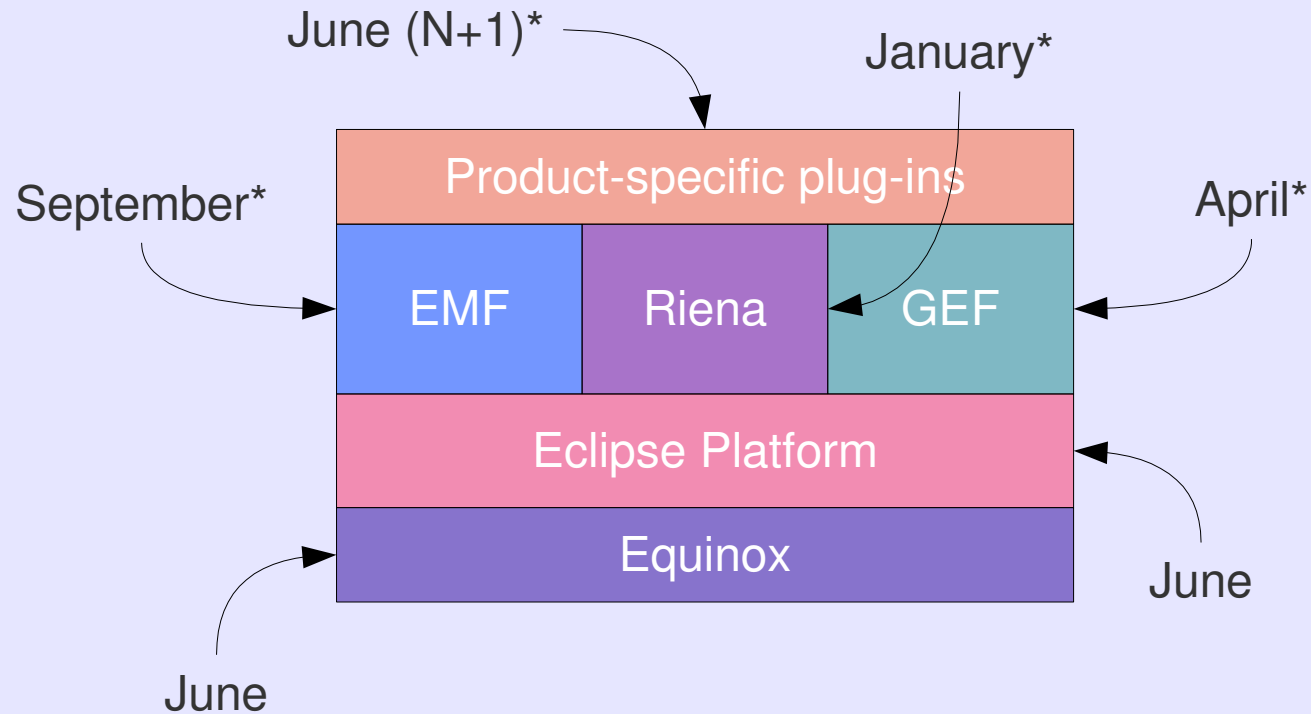 June (N+1)*
January*
Product-specific plug-ins
September*
April*
EMF
Riena
GEF
Eclipse Platform
Equinox
June
June